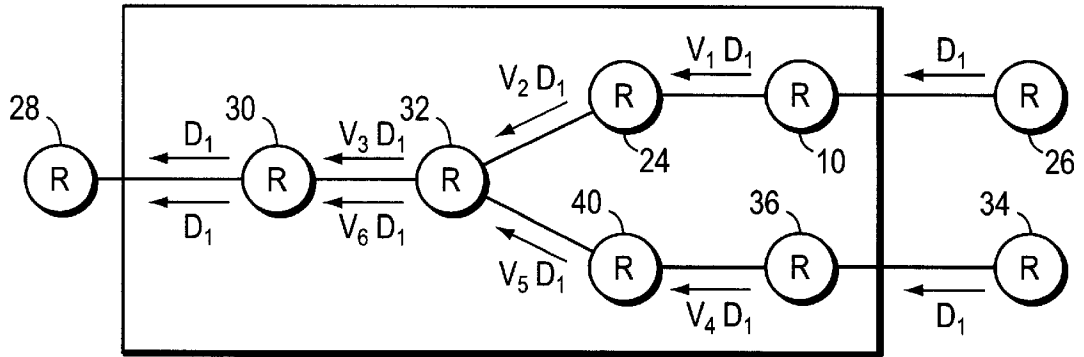 V₁ D₁
D₁
V₂ D₁
R
R
R
28
30
32
24
10
26
D₁
V₃ D₁
R
R
R
D₁
V₆ D₁
40
36
34
V₅ D₁
R
R
R
V₄ D₁
D₁